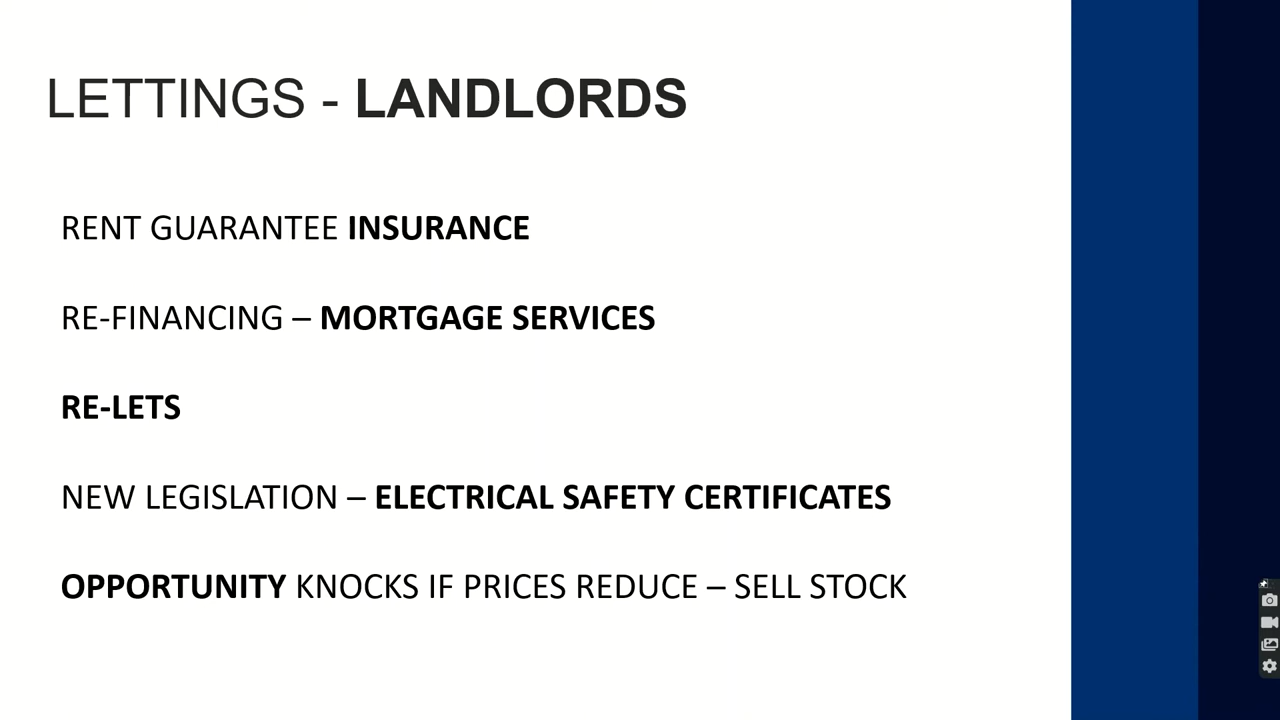 LETTINGS - LANDLORDS
RENT GUARANTEE INSURANCE
RE-FINANCING – MORTGAGE SERVICES
RE-LETS
NEW LEGISLATION – ELECTRICAL SAFETY CERTIFICATES
OPPORTUNITY KNOCKS IF PRICES REDUCE – SELL STOCK